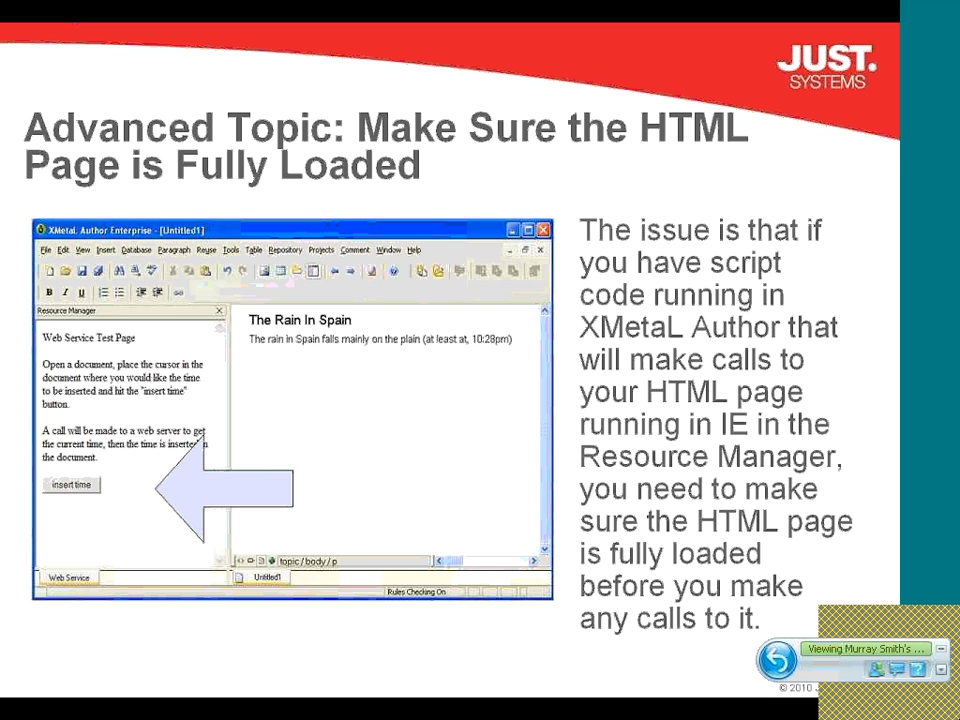 JUST.
SYSTEMS
Advanced Topic: Make Sure the HTML
Page is Fully Loaded
XMetaL Author Enterprise - [Untitled1]
File Edit View Insert Database Paragraph Reuse Tools Table Repository Projects Comment Window Help
B I U
Resource Manager
Web Service Test Page
Open a document, place the cursor in the
document where you would like the time
to be inserted and hit the "insert time"
button.
A call will be made to a web server to get
the current time, then the time is inserted in
the document.
insert time
Web Service
The Rain In Spain
The rain in Spain falls mainly on the plain (at least at, 10:28pm)
topic / body / p
Untitled1
Rules Checking On
The issue is that if
you have script
code running in
XMetaL Author that
will make calls to
your HTML page
running in IE in the
Resource Manager,
you need to make
sure the HTML page
is fully loaded
before you make
any calls to it.
Viewing Murray Smith's ...
© 2010